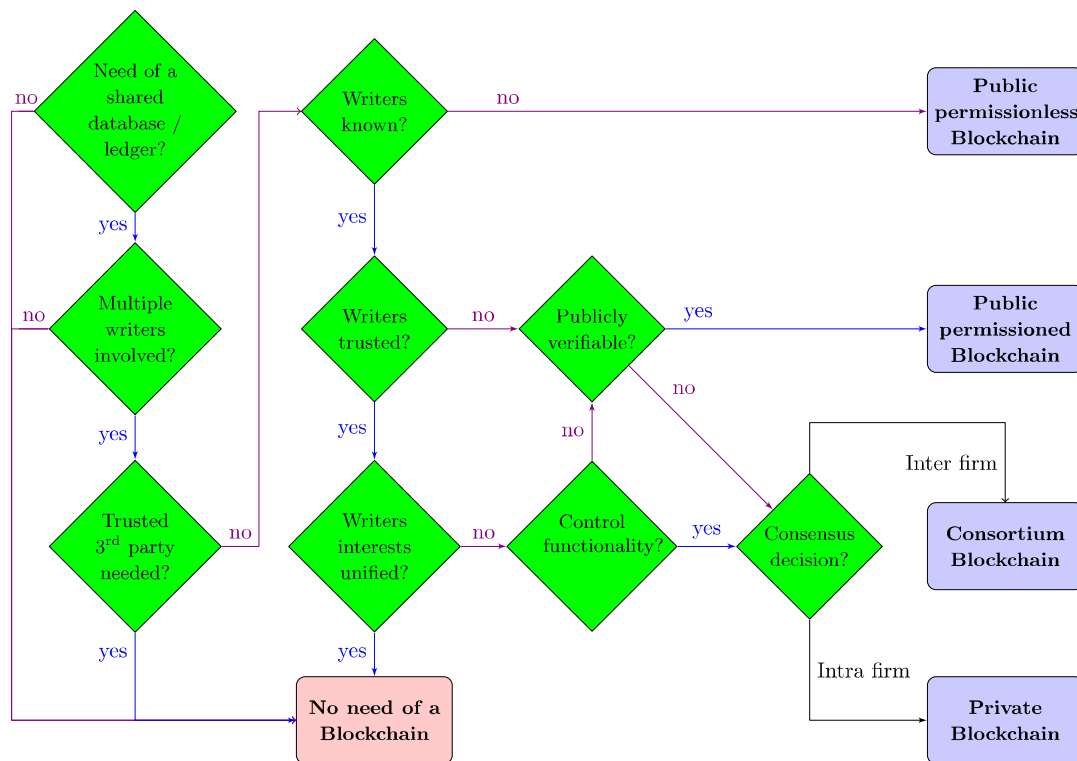 Need of a
shared
database /
ledger?
no
yes
Multiple
writers
involved?
no
yes
Trusted
3rd party
needed?
no
yes
Writers
known?
no
yes
Writers
trusted?
no
yes
Writers
interests
unified?
no
yes
No need of a
Blockchain
Publicly
verifiable?
yes
no
Control
functionality?
no
yes
Consensus
decision?
Inter firm
Intra firm
Public
permissionless
Blockchain
Public
permissioned
Blockchain
Consortium
Blockchain
Private
Blockchain